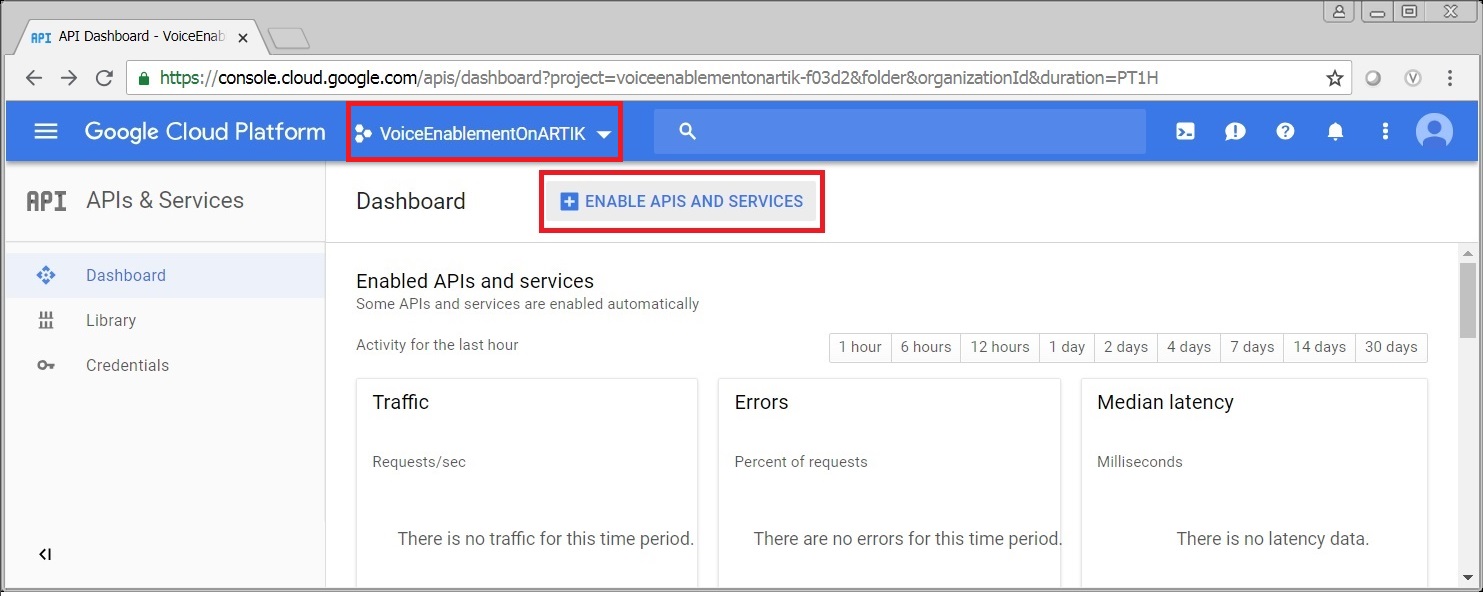 API API Dashboard - VoiceEnab
https://console.cloud.google.com/apis/dashboard?project=voiceenablementonartik-f03d2&folder&organizationId&duration=PT1H
Google Cloud Platform VoiceEnablementOnARTIK
API APIs & Services Dashboard ENABLE APIS AND SERVICES
Dashboard
Library
Credentials
Enabled APIs and services
Some APIs and services are enabled automatically
Activity for the last hour 1 hour 6 hours 12 hours 1 day 2 days 4 days 7 days 14 days 30 days
Traffic Errors Median latency
Requests/sec Percent of requests Milliseconds
There is no traffic for this time period. There are no errors for this time period. There is no latency data.